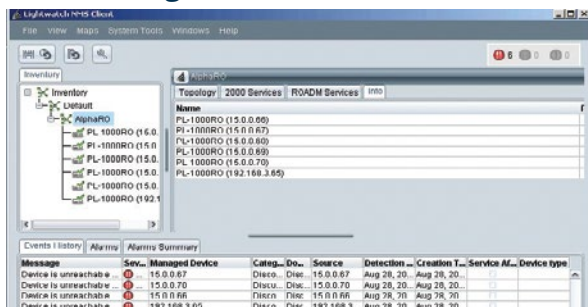 Lightwatch NMS Client
File View Maps System Tools Windows Help
6 0 0
Inventory
Inventory
Default
AlphaRO
PL 1000RO (15.0.
PL-1000RO (15.0.
PL-1000RO (15.0.
PL-1000RO (15.0.
PL-1000RO (15.0.
PL-1000RO (192.1
AlphaRO
Topology 2000 Services ROADM Services Info
Name
PL-1000RO (15.0.0.66)
PL-1000RO (15.0.0.67)
PL-1000RO (15.0.0.60)
PL-1000RO (15.0.0.69)
PL 1000RO (15.0.0.70)
PL-1000RO (192.168.3.65)
Events History Alarms Alarms Summary
Message Sev... Managed Device Categ... Do... Source Detection ... Creation T... Service Af... Device type
Device is unreachab e ... 15.0.0.67 Disco... Disc... 15.0.0.67 Aug 28, 20... Aug 28, 20...
Device is unreachab e ... 15.0.0.70 Discu... Disc... 15.0.0.70 Aug 28, 20... Aug 28, 20...
Device is unreachab e ... 15.0.0.66 Disco... Disc... 15.0.0.66 Aug 28, 20... Aug 28, 20...
Device is unreachab e ... 192.168.3.65 Disco... Disc... 192.168.3... Aug 28, 20... Aug 28, 20...